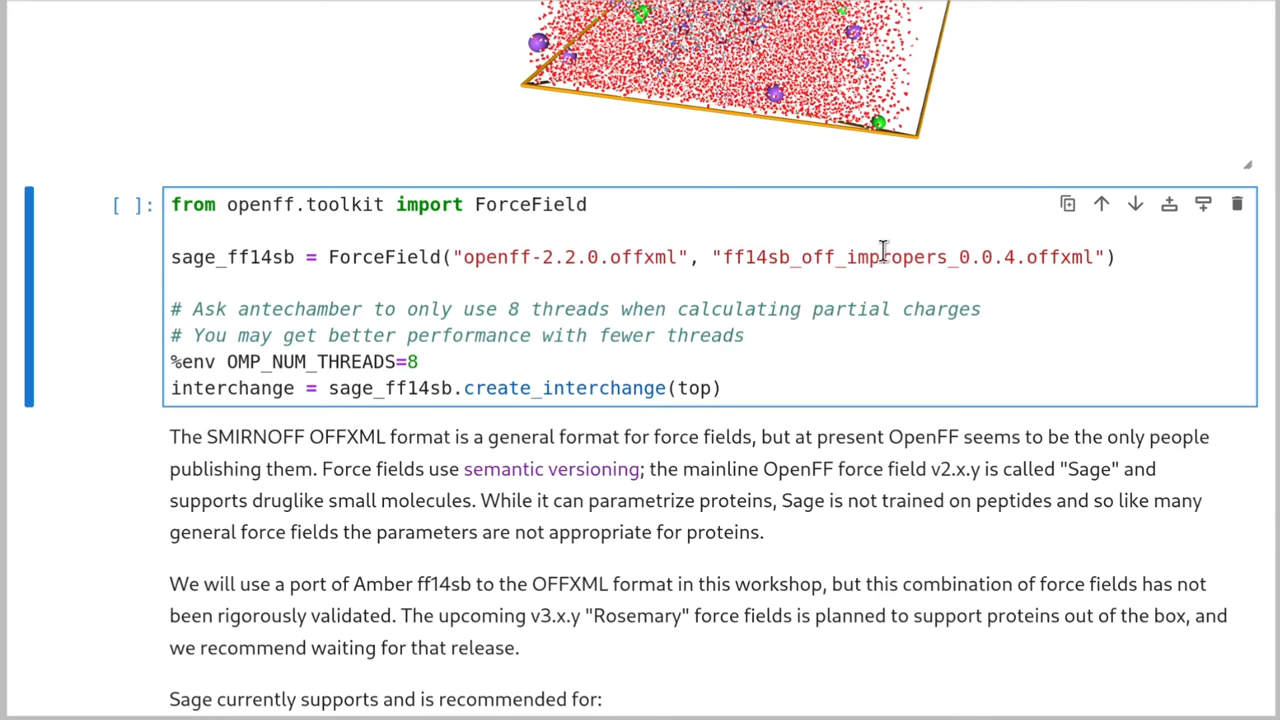 [ ]:
from openff.toolkit import ForceField
sage_ff14sb = ForceField("openff-2.2.0.offxml", "ff14sb_off_impropers_0.0.4.offxml")
# Ask antechamber to only use 8 threads when calculating partial charges
# You may get better performance with fewer threads
%env OMP_NUM_THREADS=8
interchange = sage_ff14sb.create_interchange(top)
The SMIRNOFF OFFXML format is a general format for force fields, but at present OpenFF seems to be the only people
publishing them. Force fields use semantic versioning; the mainline OpenFF force field v2.x.y is called "Sage" and
supports druglike small molecules. While it can parametrize proteins, Sage is not trained on peptides and so like many
general force fields the parameters are not appropriate for proteins.
We will use a port of Amber ff14sb to the OFFXML format in this workshop, but this combination of force fields has not
been rigorously validated. The upcoming v3.x.y "Rosemary" force fields is planned to support proteins out of the box, and
we recommend waiting for that release.
Sage currently supports and is recommended for: